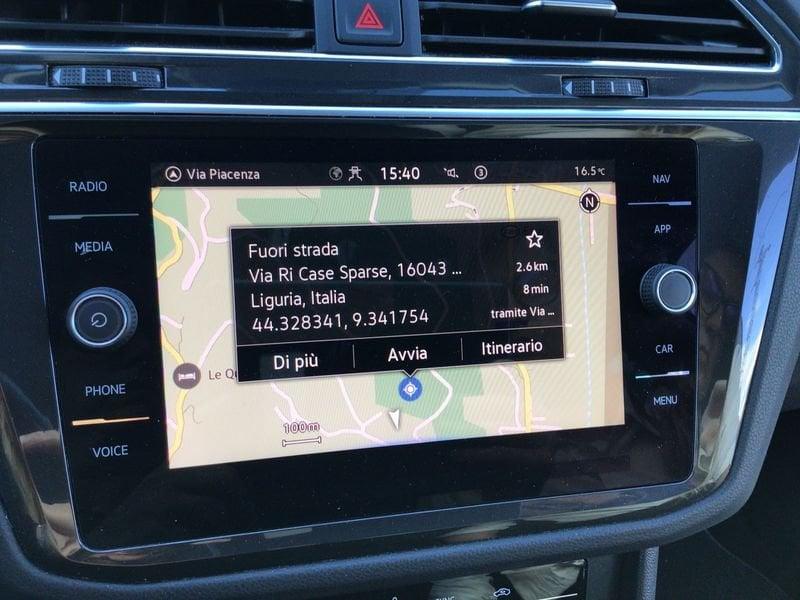 RADIO
MEDIA
PHONE
VOICE
Via Piacenza
15:40
3
16.5°C
N
Fuori strada
Via Ri Case Sparse, 16043 ...
2.6 km
Liguria, Italia
8 min
44.328341, 9.341754
tramite Via ...
Di più
Avvia
Itinerario
Le
100m
NAV
APP
CAR
MENU